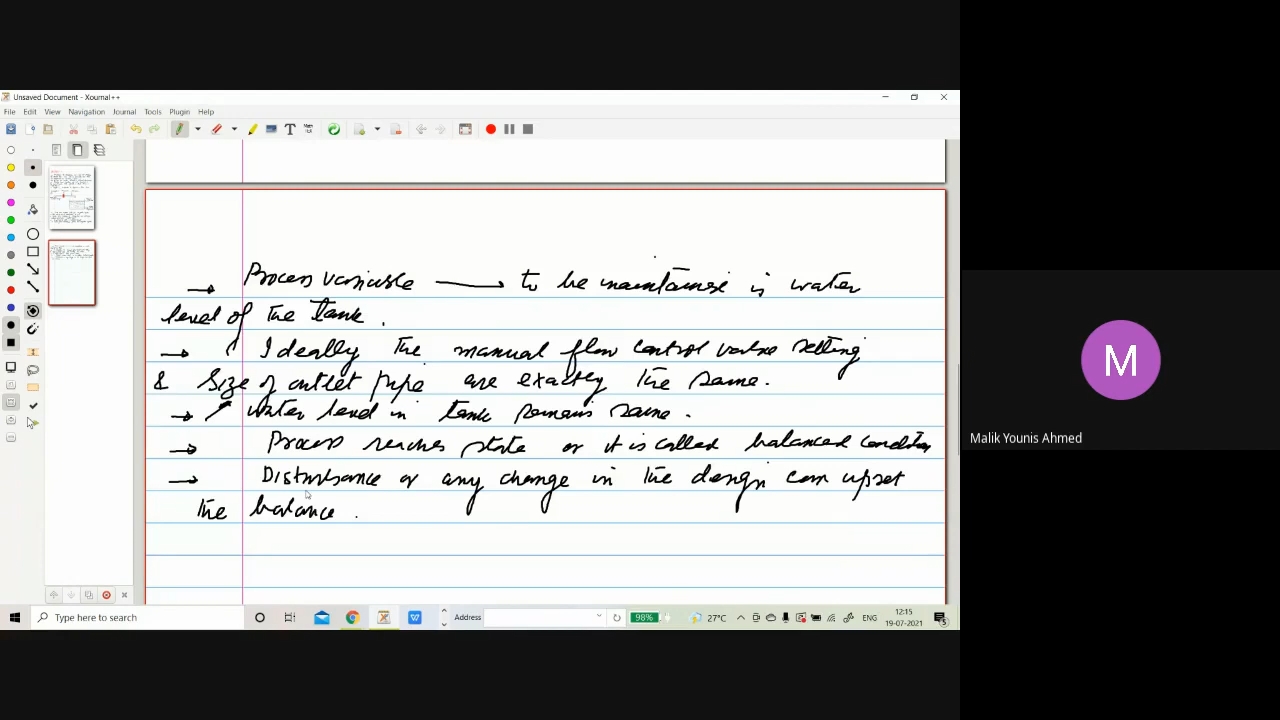 Unsaved Document - Xournal++
File Edit View Navigation Journal Tools Plugin Help
→ Process variable → to be maintained is water
level of the tank.
→ Ideally the manual flow control valve setting
& size of outlet pipe are exactly the same.
→ water level in tank remains same.
→ Process reaches state or it is called balanced condition
→ Disturbance or any change in the design can upset
the balance.
Malik Younis Ahmed
M
Type here to search
Address
98%
27°C
ENG
12:15
19-07-2021
5